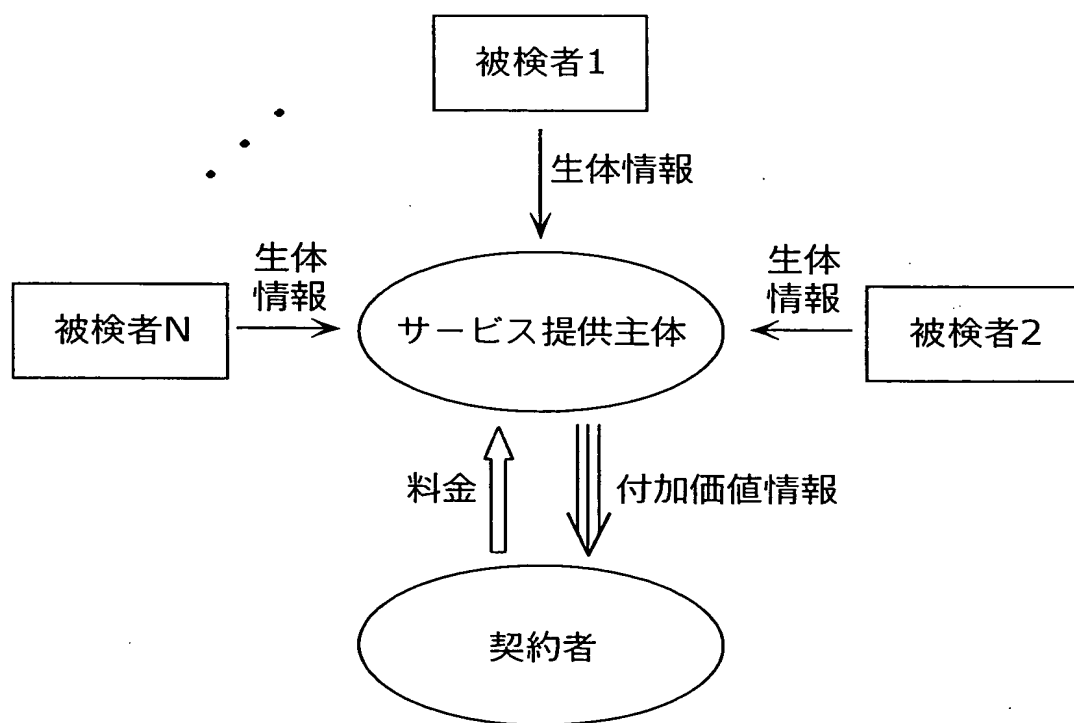 被検者1
生体情報
生体
情報
生体
情報
被検者N
サービス提供主体
被検者2
料金
付加価値情報
契約者